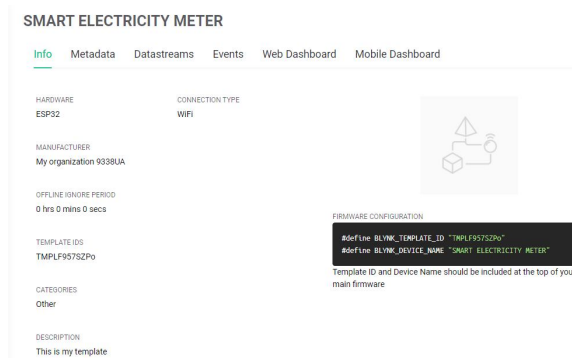 SMART ELECTRICITY METER
Info Metadata Datastreams Events Web Dashboard Mobile Dashboard
HARDWARE CONNECTION TYPE
ESP32 WiFi
MANUFACTURER
My organization 9338UA
OFFLINE IGNORE PERIOD
0 hrs 0 mins 0 secs
TEMPLATE IDS
TMPLF957SZPo
CATEGORIES
Other
DESCRIPTION
This is my template
FIRMWARE CONFIGURATION
#define BLYNK_TEMPLATE_ID "TMPLF957SZPo"
#define BLYNK_DEVICE_NAME "SMART ELECTRICITY METER"
Template ID and Device Name should be included at the top of you
main firmware